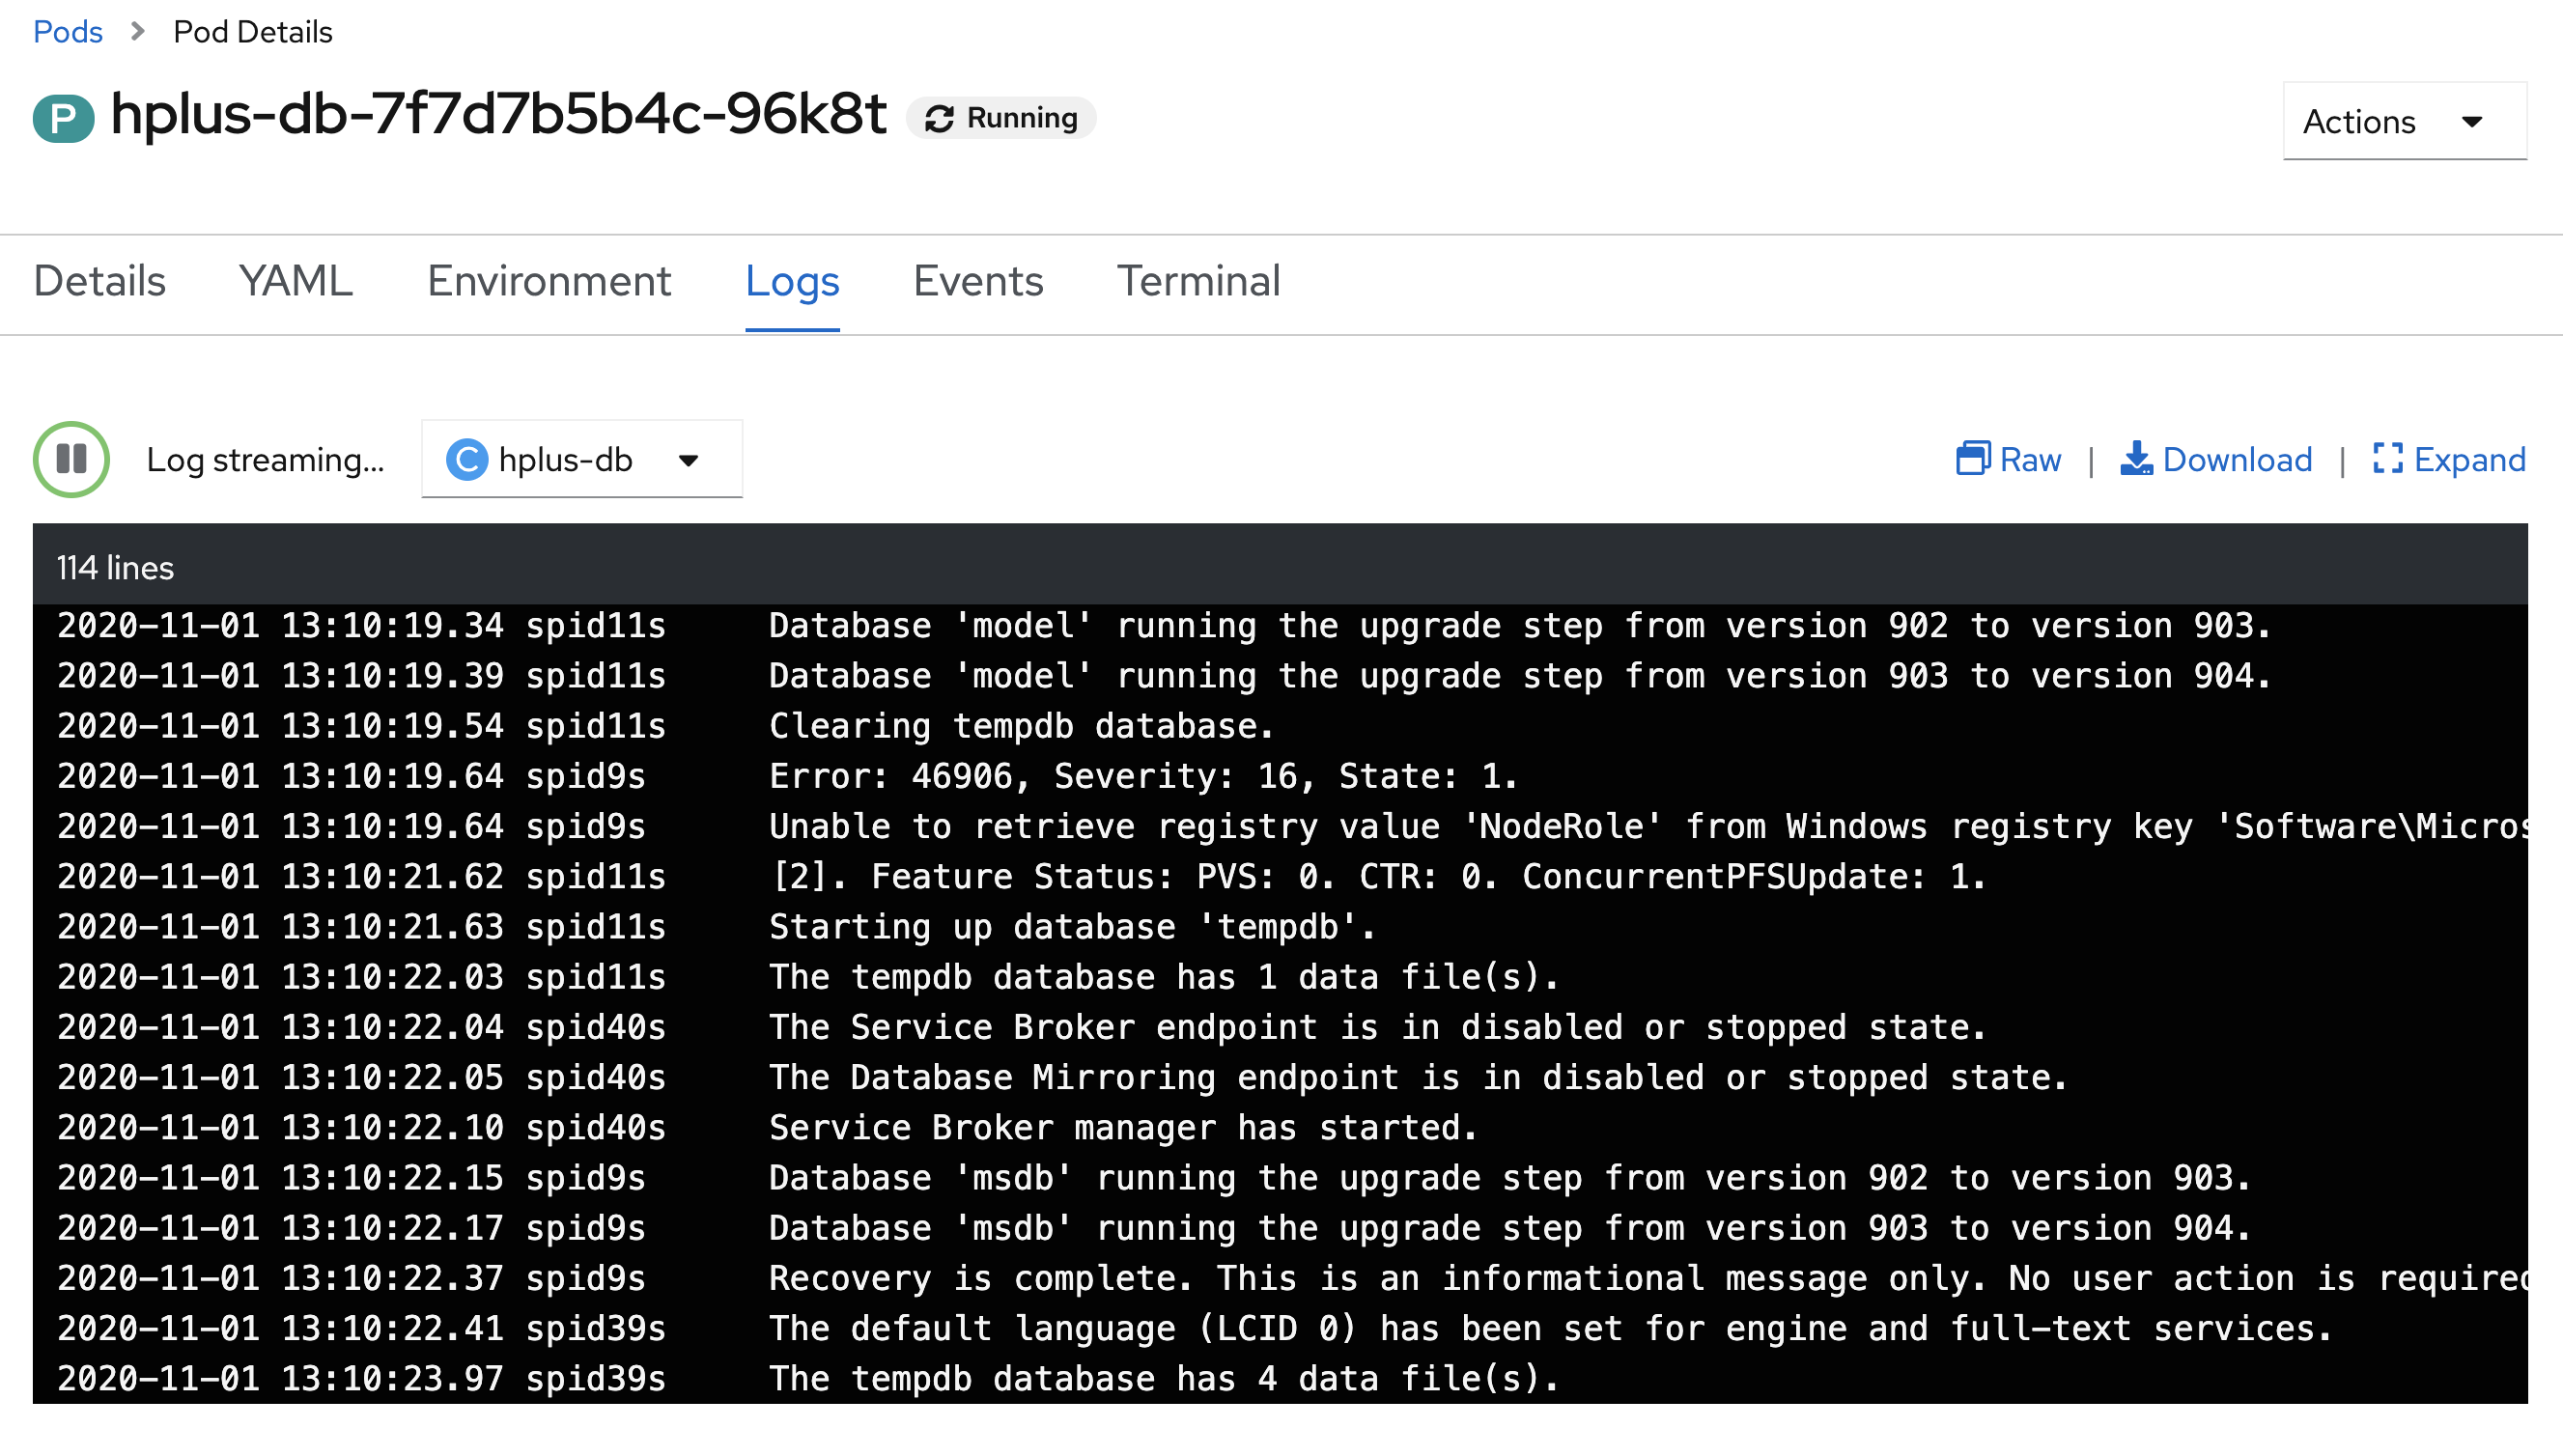 Pods > Pod Details
P hplus-db-7f7d7b5b4c-96k8t Running
Actions
Details YAML Environment Logs Events Terminal
Log streaming... C hplus-db Raw | Download | Expand
114 lines
2020-11-01 13:10:19.34 spid11s     Database 'model' running the upgrade step from version 902 to version 903.
2020-11-01 13:10:19.39 spid11s     Database 'model' running the upgrade step from version 903 to version 904.
2020-11-01 13:10:19.54 spid11s     Clearing tempdb database.
2020-11-01 13:10:19.64 spid9s      Error: 46906, Severity: 16, State: 1.
2020-11-01 13:10:19.64 spid9s      Unable to retrieve registry value 'NodeRole' from Windows registry key 'Software\Micros
2020-11-01 13:10:21.62 spid11s     [2]. Feature Status: PVS: 0. CTR: 0. ConcurrentPFSUpdate: 1.
2020-11-01 13:10:21.63 spid11s     Starting up database 'tempdb'.
2020-11-01 13:10:22.03 spid11s     The tempdb database has 1 data file(s).
2020-11-01 13:10:22.04 spid40s     The Service Broker endpoint is in disabled or stopped state.
2020-11-01 13:10:22.05 spid40s     The Database Mirroring endpoint is in disabled or stopped state.
2020-11-01 13:10:22.10 spid40s     Service Broker manager has started.
2020-11-01 13:10:22.15 spid9s      Database 'msdb' running the upgrade step from version 902 to version 903.
2020-11-01 13:10:22.17 spid9s      Database 'msdb' running the upgrade step from version 903 to version 904.
2020-11-01 13:10:22.37 spid9s      Recovery is complete. This is an informational message only. No user action is required
2020-11-01 13:10:22.41 spid39s     The default language (LCID 0) has been set for engine and full-text services.
2020-11-01 13:10:23.97 spid39s     The tempdb database has 4 data file(s).